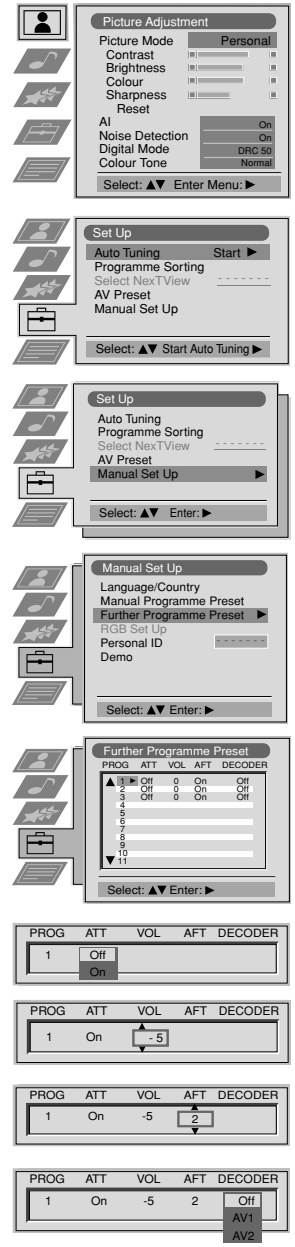 Picture Adjustment
Picture Mode Personal
Contrast
Brightness
Colour
Sharpness
Reset
AI On
Noise Detection On
Digital Mode DRC 50
Colour Tone Normal
Select: ▲▼ Enter Menu: ▶
Set Up
Auto Tuning Start ▶
Programme Sorting
Select NexTView - - - - - - -
AV Preset
Manual Set Up
Select: ▲▼ Start Auto Tuning ▶
Set Up
Auto Tuning
Programme Sorting
Select NexTView - - - - - - -
AV Preset
Manual Set Up ▶
Select: ▲▼ Enter: ▶
Manual Set Up
Language/Country
Manual Programme Preset
Further Programme Preset ▶
RGB Set Up
Personal ID - - - - - - -
Demo
Select: ▲▼ Enter: ▶
Further Programme Preset
PROG ATT VOL AFT DECODER
▲ 1 ▶ Off 0 On Off
2 Off 0 On Off
3 Off 0 On Off
4
5
6
7
8
9
10
▼ 11
Select: ▲▼ Enter: ▶
PROG ATT VOL AFT DECODER
1 Off
On
PROG ATT VOL AFT DECODER
1 On - 5
PROG ATT VOL AFT DECODER
1 On -5 2
PROG ATT VOL AFT DECODER
1 On -5 2 Off
AV1
AV2